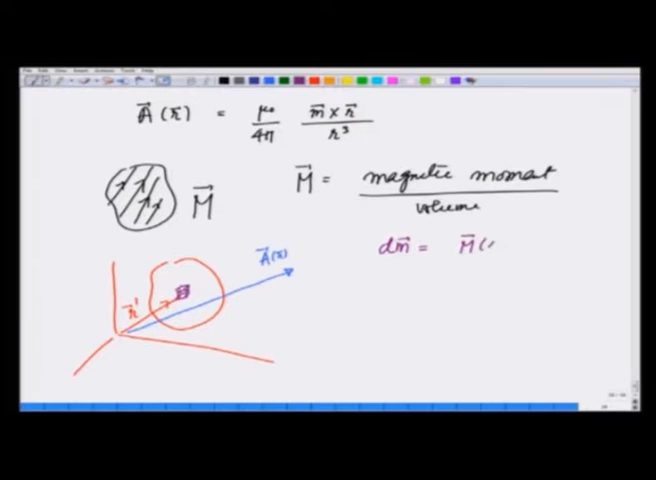 A⃗ (r⃗) = μ₀/4π m⃗ × r⃗ / r³
M⃗
M⃗ = magnetic moment / volume
A⃗(r)
dm⃗ = M⃗ (
r⃗'